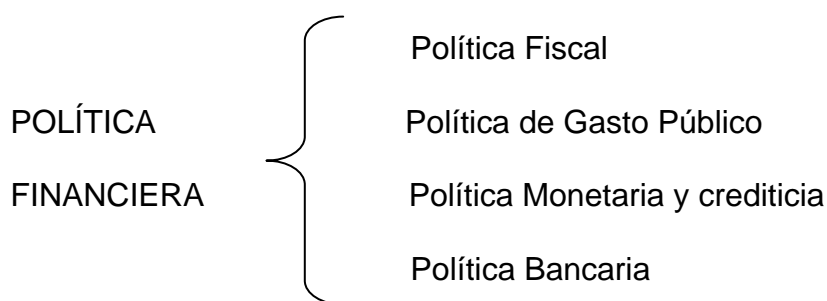 POLÍTICA
FINANCIERA
Política Fiscal
Política de Gasto Público
Política Monetaria y crediticia
Política Bancaria